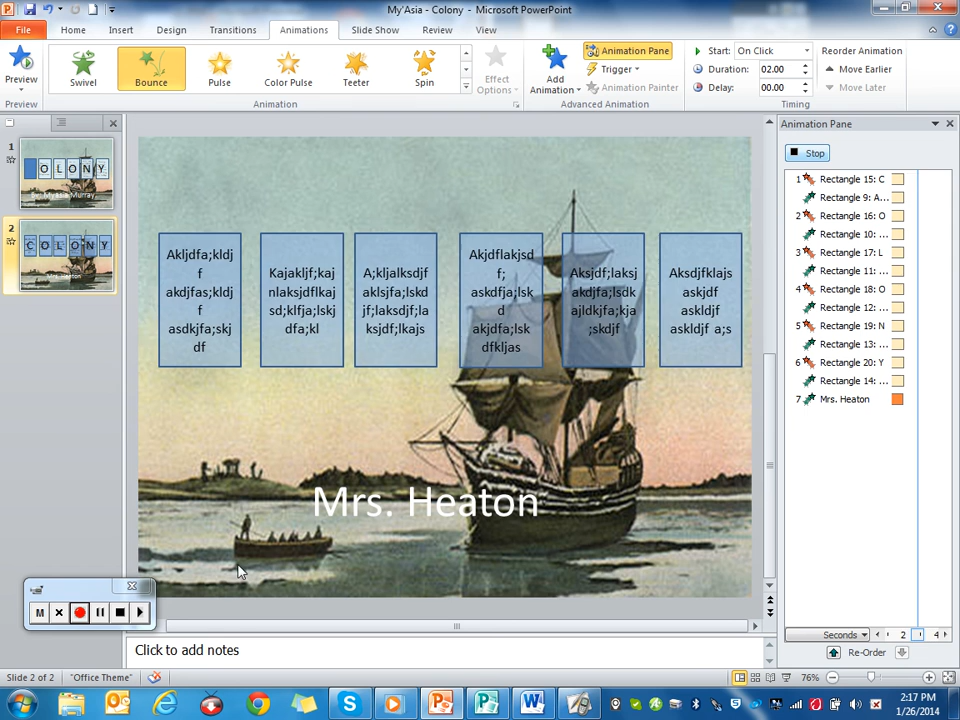 My'Asia - Colony - Microsoft PowerPoint
File Home Insert Design Transitions Animations Slide Show Review View
Preview
Swivel Bounce Pulse Color Pulse Teeter Spin
Effect Options
Add Animation
Animation Pane
Trigger
Animation Painter
Start: On Click
Duration: 02.00
Delay: 00.00
Reorder Animation
Move Earlier
Move Later
Preview Animation Advanced Animation Timing
1
O L O N Y
By: My'Asia Murray
2
C O L O N Y
Mrs. Heaton
Akljdfa;kldj
f
akdjfas;kldj
f
asdkjfa;skj
df
Kajakljf;kaj
nlaksjdflkaj
sd;klfja;lskj
dfa;kl
A;kljalksdjf
aklsjfa;lskd
jf;laksdjf;la
ksjdf;lkajs
Akjdflakjsd
f;
askdfja;lsk
d
akjdfa;lsk
dfkljas
Aksjdf;laksj
akdjfa;lsdk
ajldkjfa;kja
;skdjf
Aksdjfklajs
askjdf
askldjf
askldjf a;s
Mrs. Heaton
Animation Pane
Stop
1 Rectangle 15: C
Rectangle 9: A...
2 Rectangle 16: O
Rectangle 10: ...
3 Rectangle 17: L
Rectangle 11: ...
4 Rectangle 18: O
Rectangle 12: ...
5 Rectangle 19: N
Rectangle 13: ...
6 Rectangle 20: Y
Rectangle 14: ...
7 Mrs. Heaton
Seconds 2 4
Re-Order
M
Click to add notes
Slide 2 of 2 "Office Theme" 76%
2:17 PM
1/26/2014